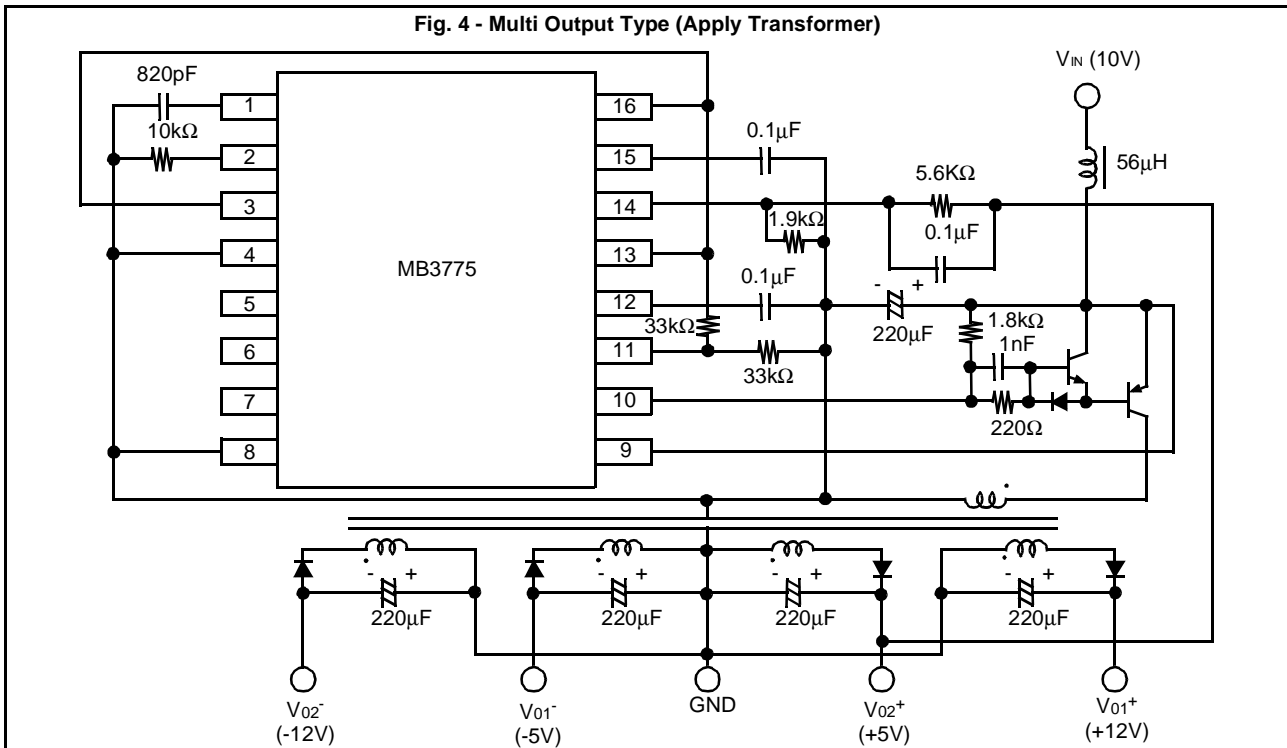 Fig. 4 - Multi Output Type (Apply Transformer)
VIN (10V)
820pF
1
16
10kΩ
0.1μF
2
15
56μH
5.6KΩ
3
14
1.9kΩ
0.1μF
4
MB3775
13
0.1μF
5
12
- +
33kΩ
1.8kΩ
220μF
1nF
6
11
33kΩ
7
10
220Ω
8
9
- +
- +
- +
- +
220μF
220μF
220μF
220μF
V02-
V01-
GND
V02+
V01+
(-12V)
(-5V)
(+5V)
(+12V)